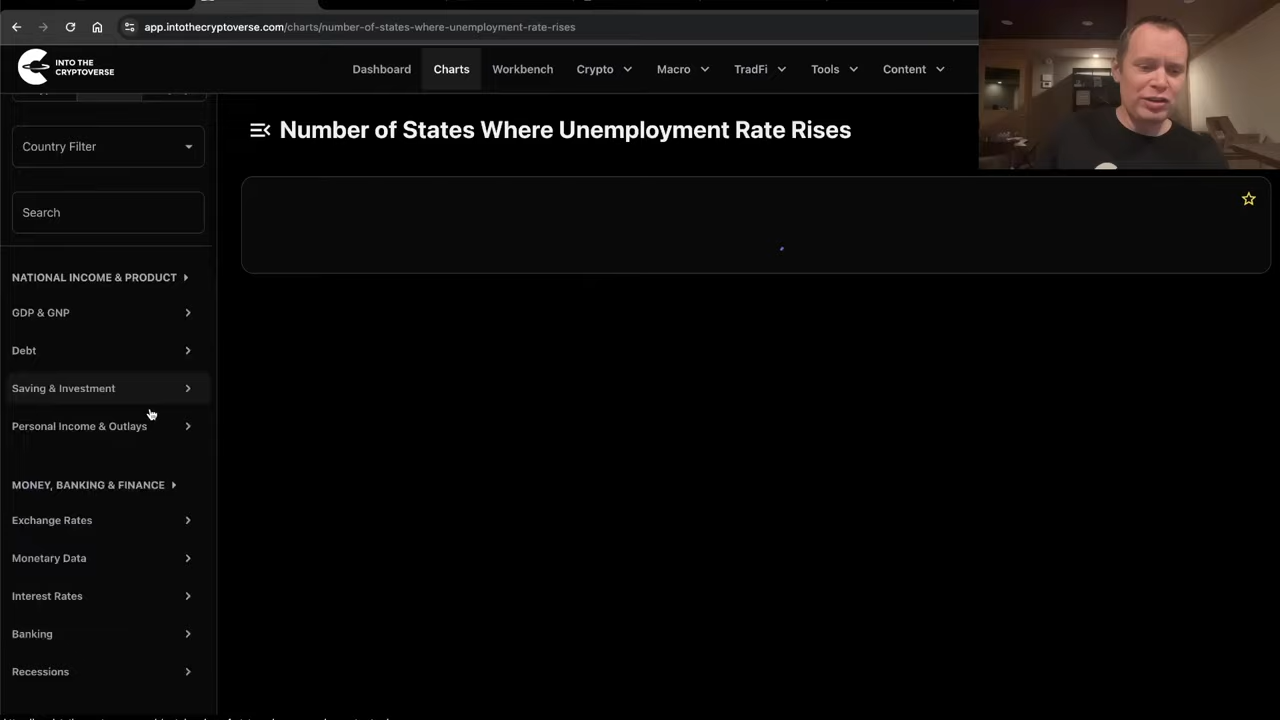 app.intothecryptoverse.com/charts/number-of-states-where-unemployment-rate-rises
INTO THE
CRYPTOVERSE
Dashboard Charts Workbench Crypto Macro TradFi Tools Content
Country Filter
Number of States Where Unemployment Rate Rises
Search
NATIONAL INCOME & PRODUCT
GDP & GNP
Debt
Saving & Investment
Personal Income & Outlays
MONEY, BANKING & FINANCE
Exchange Rates
Monetary Data
Interest Rates
Banking
Recessions